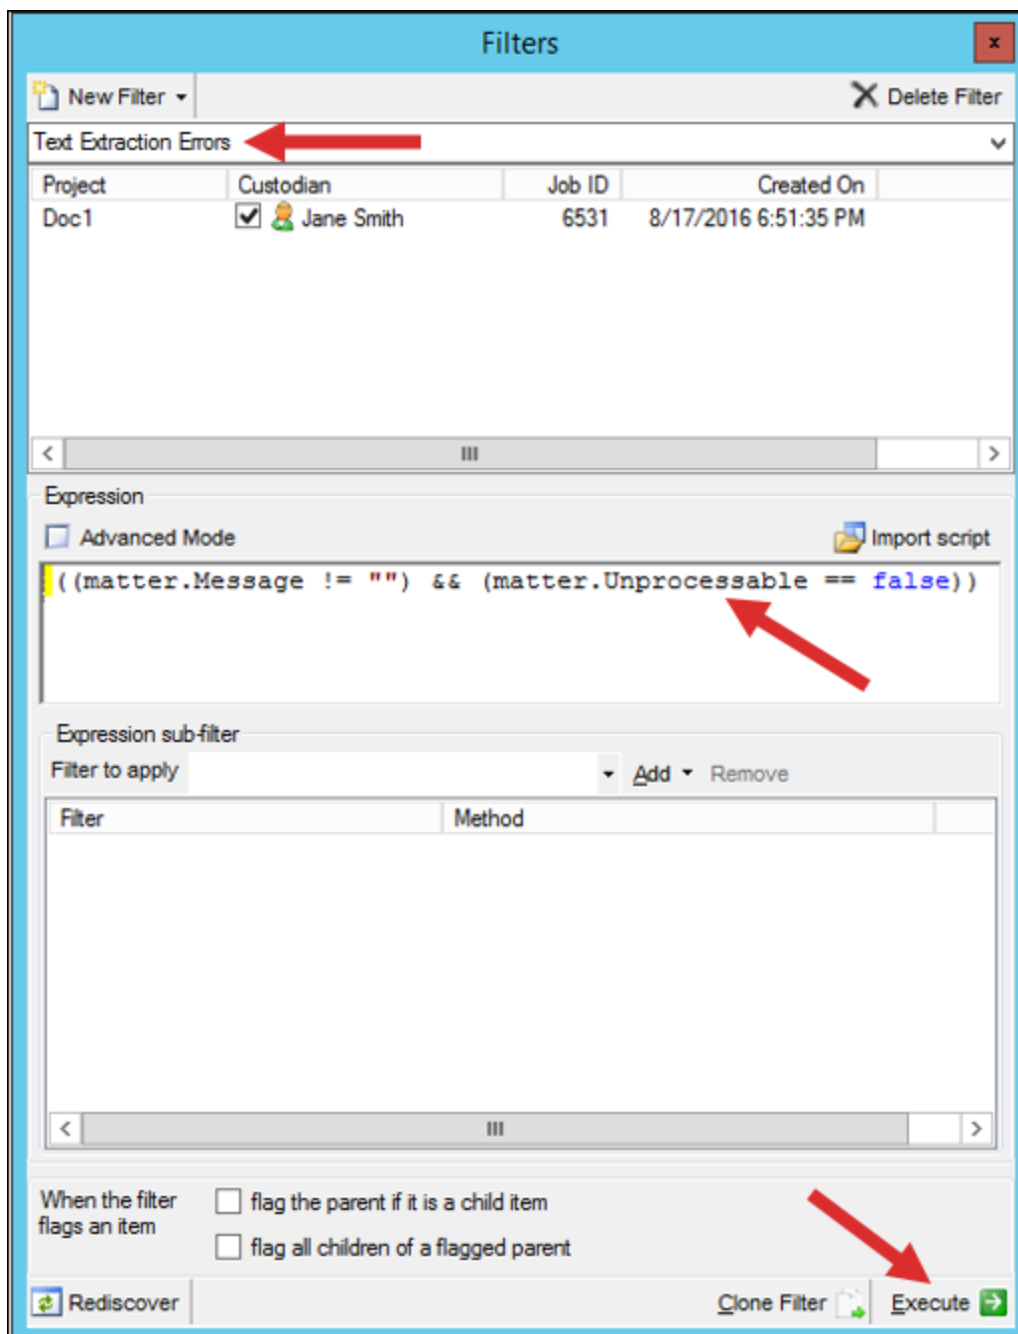 Filters
x
New Filter Delete Filter
Text Extraction Errors
Project Custodian Job ID Created On
Doc1 Jane Smith 6531 8/17/2016 6:51:35 PM
Expression
Advanced Mode Import script
((matter.Message != "") && (matter.Unprocessable == false))
Expression sub-filter
Filter to apply Add Remove
Filter Method
When the filter flag the parent if it is a child item
flags an item
flag all children of a flagged parent
Rediscover Clone Filter Execute